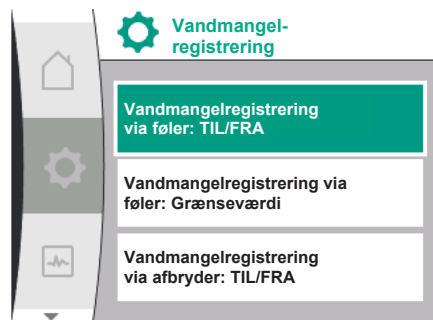 Vandmangel-
registrering
Vandmangelregistrering
via føler: TIL/FRA
Vandmangelregistrering via
føler: Grænseværdi
Vandmangelregistrering
via afbryder: TIL/FRA